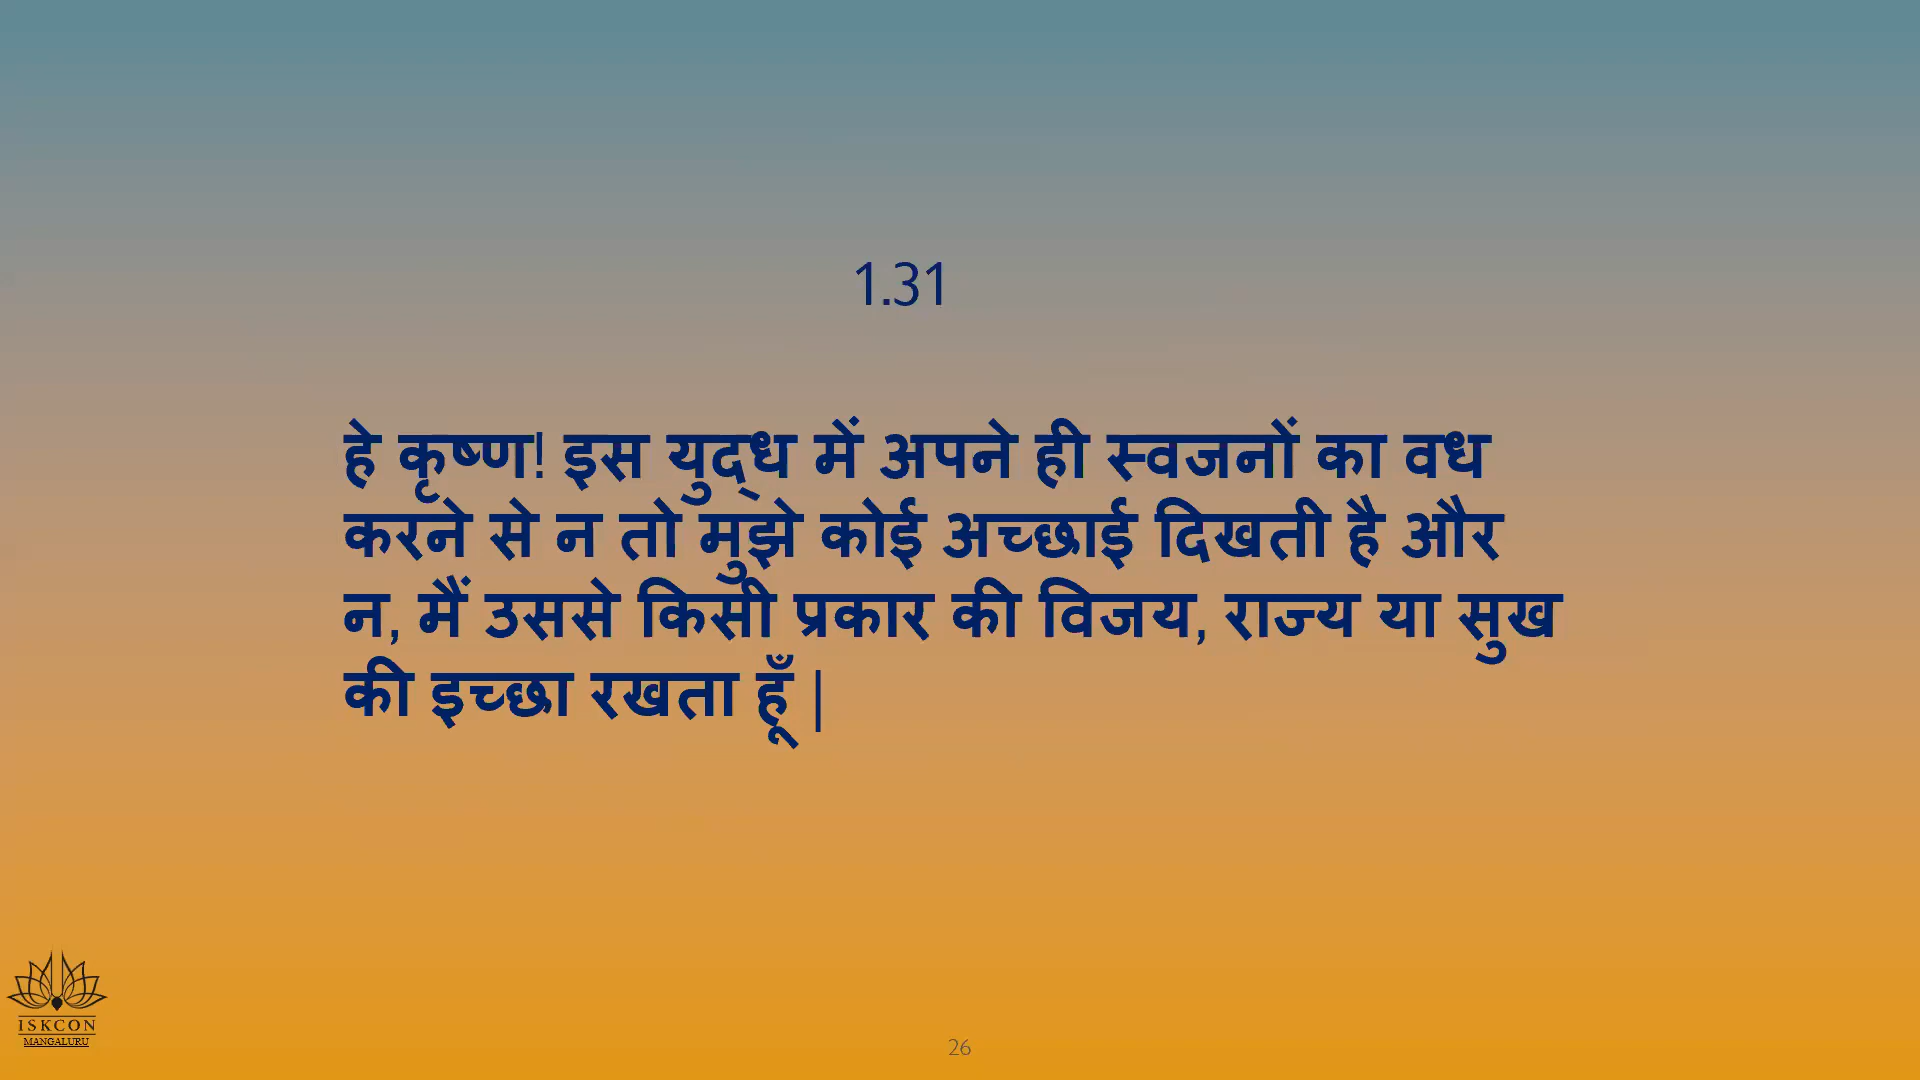 1.31
हे कृष्ण! इस युद्ध में अपने ही स्वजनों का वध
करने से न तो मुझे कोई अच्छाई दिखती है और
न, मैं उससे किसी प्रकार की विजय, राज्य या सुख
की इच्छा रखता हूँ |
ISKCON
MANGALURU
26